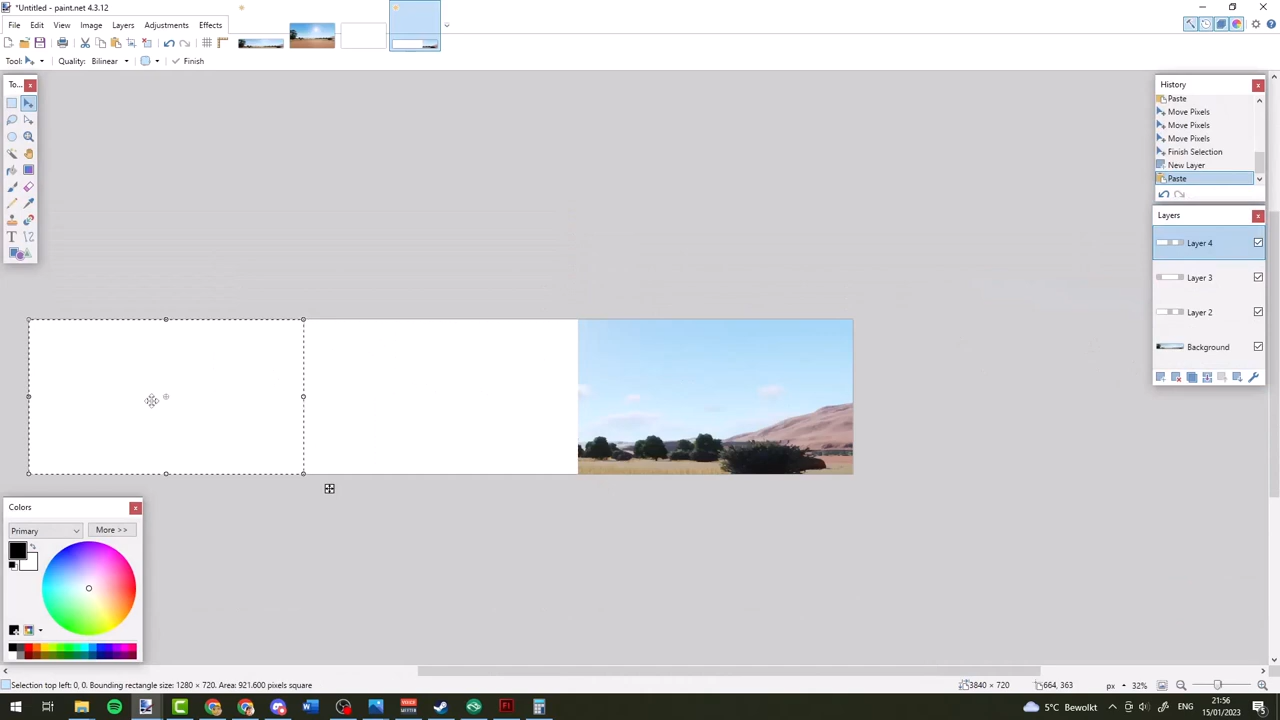 *Untitled - paint.net 4.3.12
File Edit View Image Layers Adjustments Effects
Tool: Quality: Bilinear Finish
To...
History
Paste
Move Pixels
Move Pixels
Move Pixels
Finish Selection
New Layer
Paste
Layers
Layer 4
Layer 3
Layer 2
Background
Colors
Primary More >>
Selection top left: 0, 0. Bounding rectangle size: 1280 × 720. Area: 921.600 pixels square 3840 × 720 664, 363 px 32%
5°C Bewolkt ENG 21:56
15/01/2023